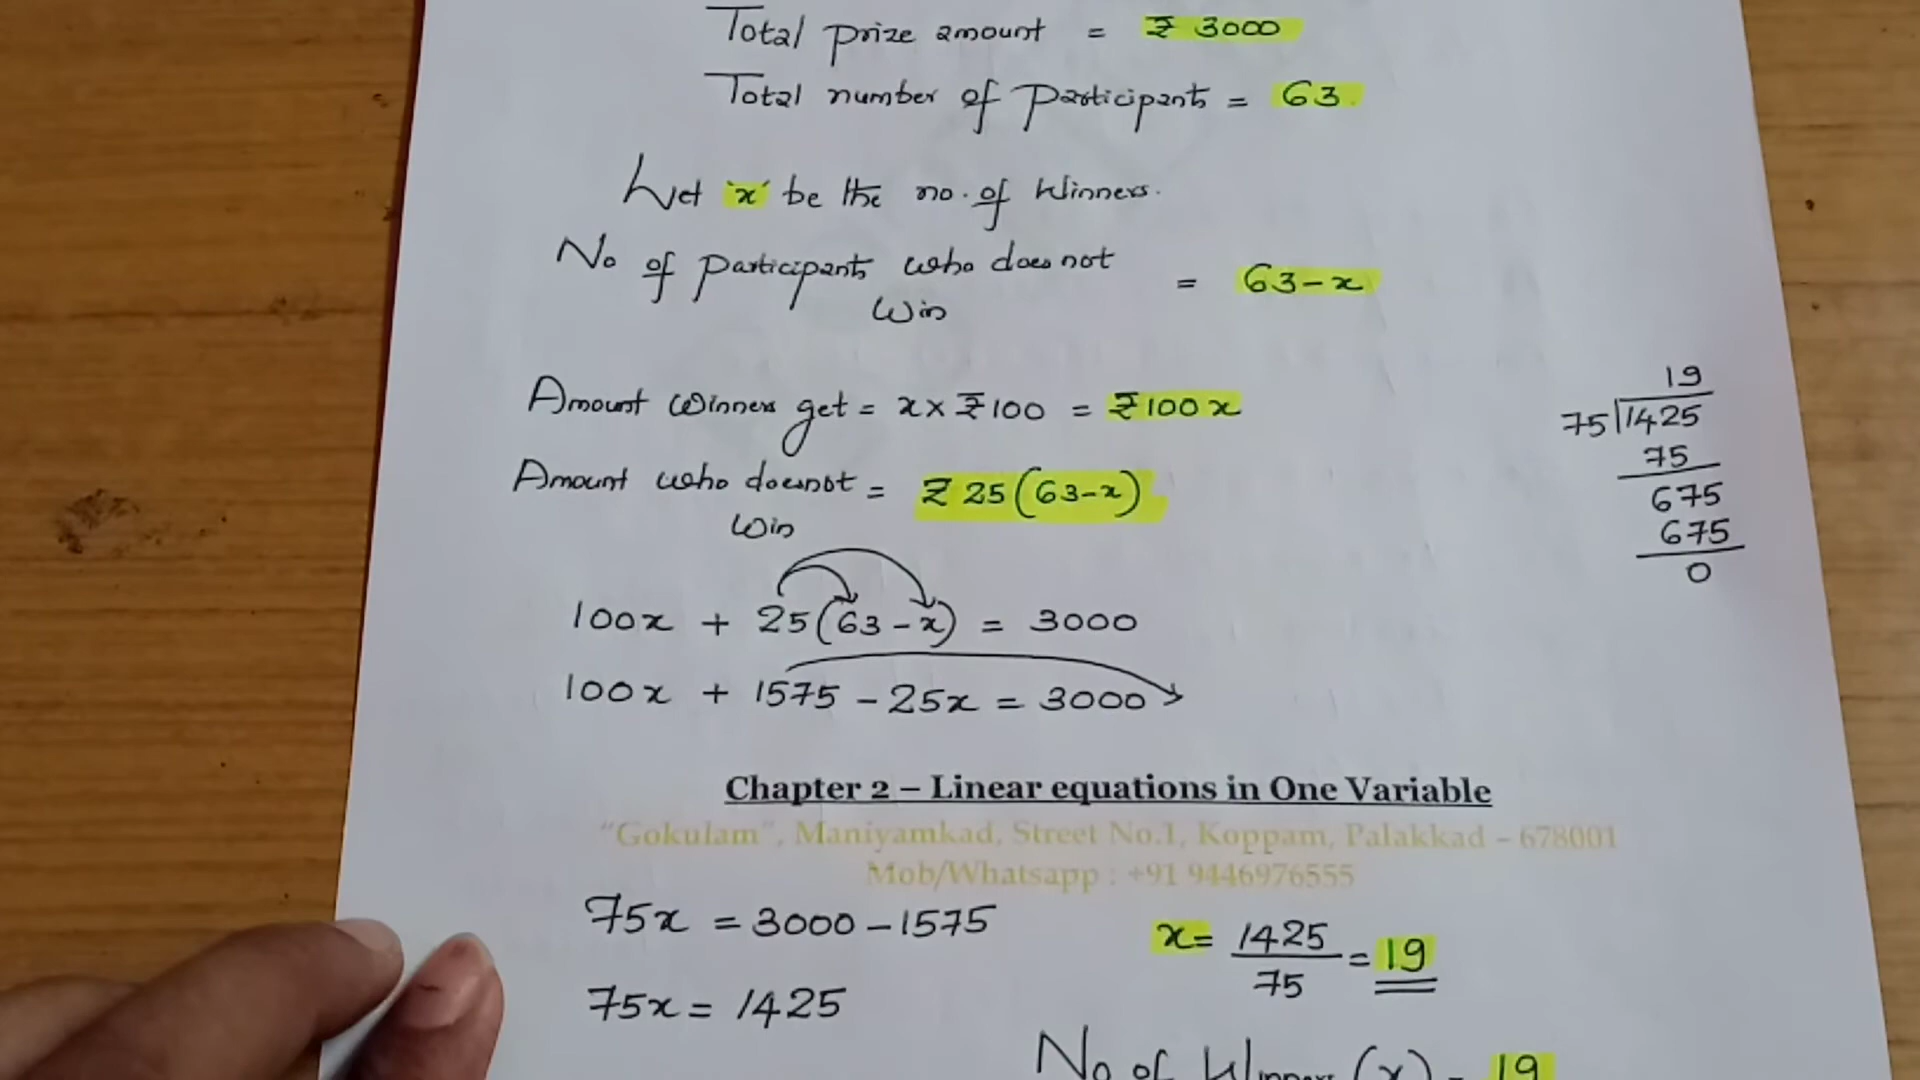 Total prize amount = ₹ 3000
Total number of Participants = 63
Let 'x' be the no. of Winners.
No of participants who does not = 63-x
Win
Amount Winners get = x × ₹ 100 = ₹ 100 x
Amount who doesnot = ₹ 25 (63-x)
Win
100x + 25(63-x) = 3000
100x + 1575 - 25x = 3000
19
75 1425
75
675
675
0
Chapter 2 – Linear equations in One Variable
"Gokulam", Maniyamkad, Street No.1, Koppam, Palakkad – 678001
Mob/Whatsapp : +91 9446976555
75x = 3000 - 1575
75x = 1425
x = 1425/75 = 19
No of Winners (x) = 19